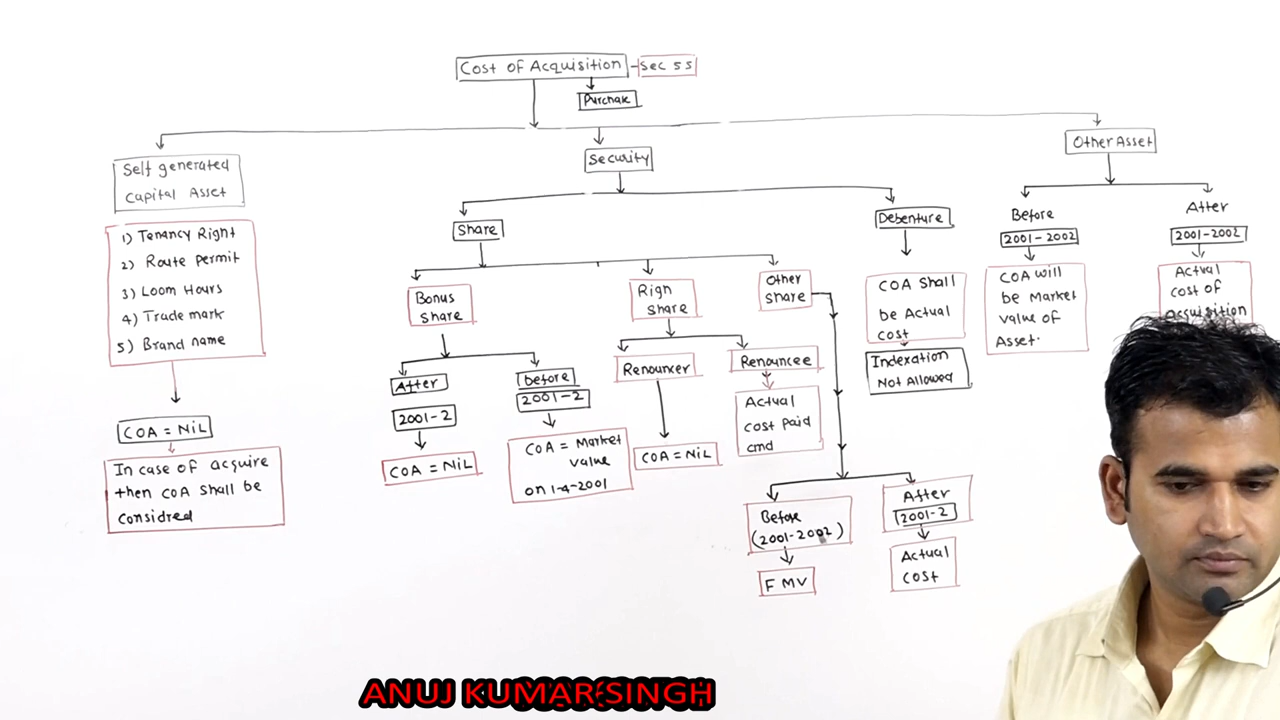 Cost of Acquisition - Sec 55
Purchase
Self generated
Capital Asset
1) Tenancy Right
2) Route permit
3) Loom Hours
4) Trade mark
5) Brand name
COA = NIL
In case of acquire
then COA shall be
considred
Security
Share
Bonus
share
After
2001-2
COA = NIL
before
2001-2
COA = Market
value
on 1-4-2001
Righ
share
Renouncer
COA = NIL
Renouncee
Actual
cost paid
Other
share
Before
(2001-2002)
FMV
After
2001-2
Actual
cost
Debenture
COA Shall
be Actual
cost
Indexation
Not Allowed
Other Asset
Before
2001-2002
COA will
be Market
value of
Asset.
After
2001-2002
Actual
cost of
acquisition
ANUJ KUMAR SINGH